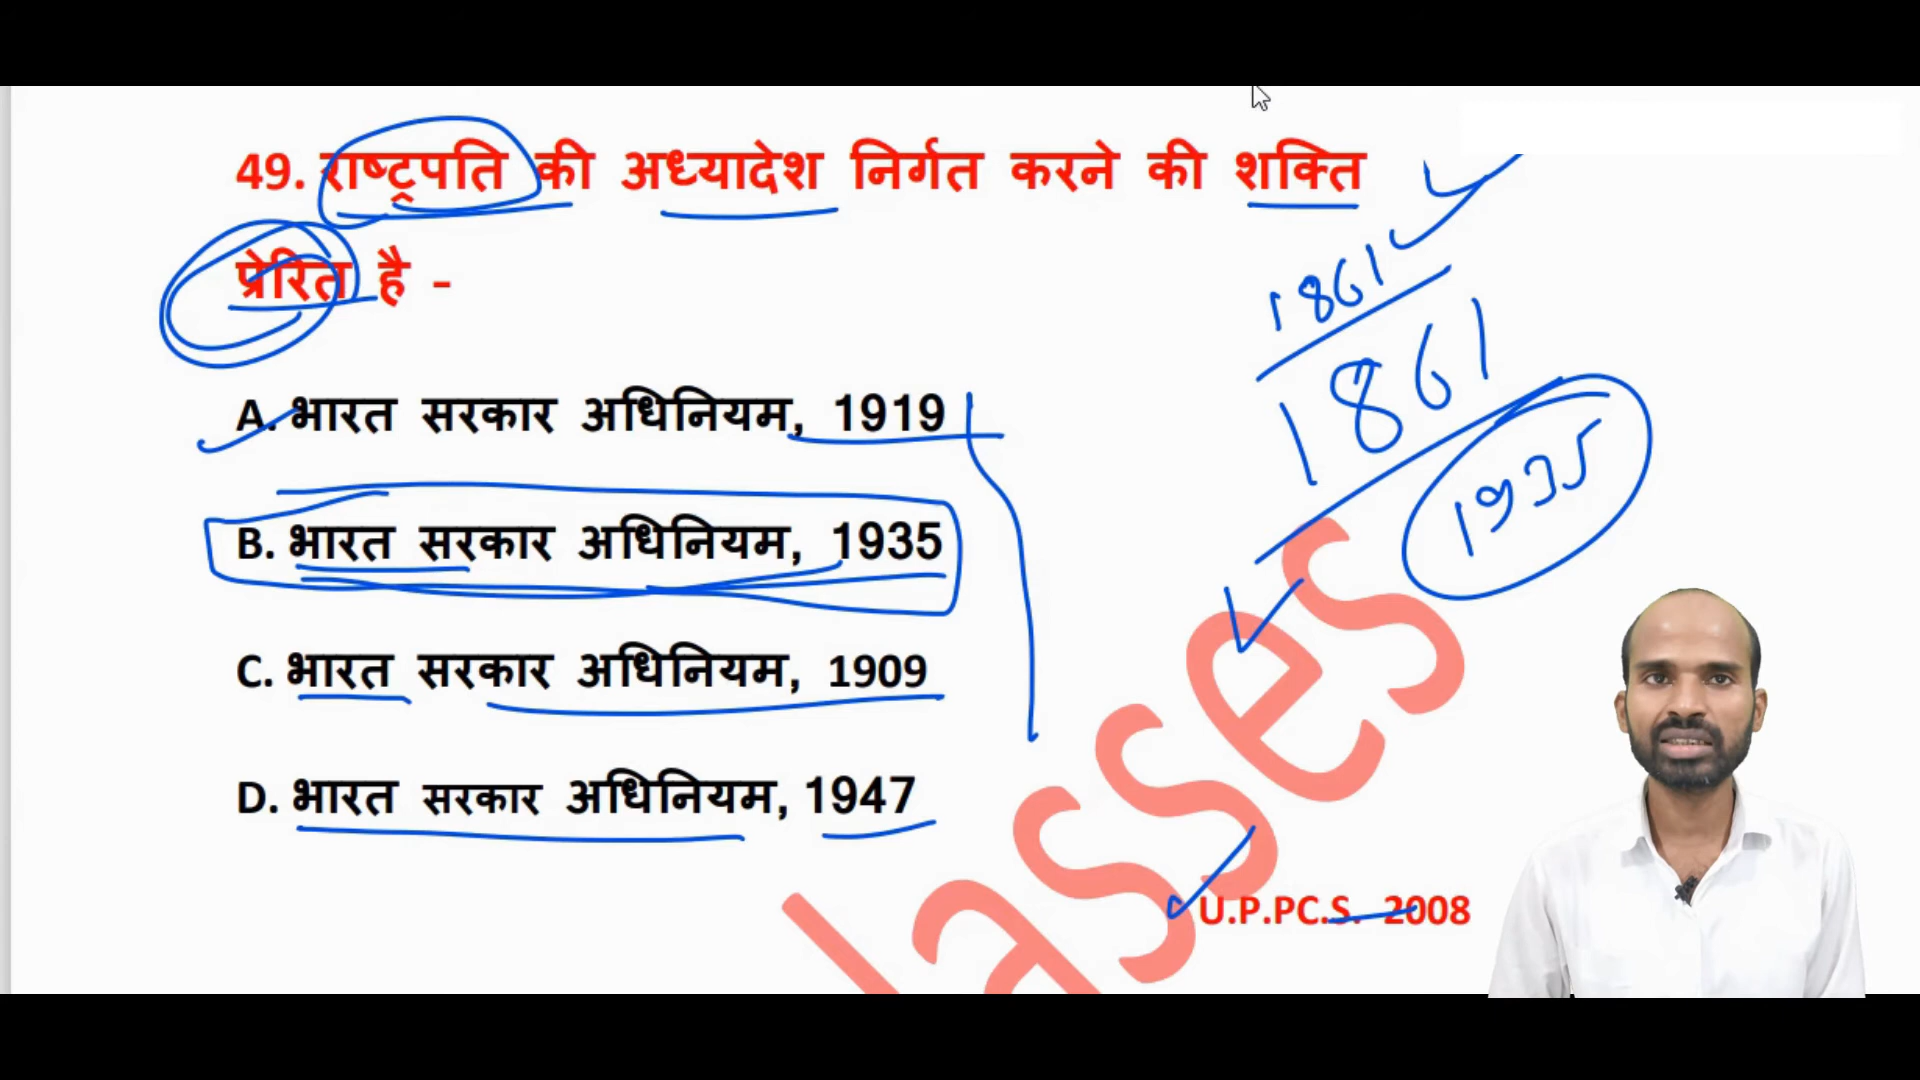 49. राष्ट्रपति की अध्यादेश निर्गत करने की शक्ति
प्रेरित है -
1861
1861
1935
A. भारत सरकार अधिनियम, 1919
B. भारत सरकार अधिनियम, 1935
C. भारत सरकार अधिनियम, 1909
D. भारत सरकार अधिनियम, 1947
lasses
U.P.PC.S. 2008